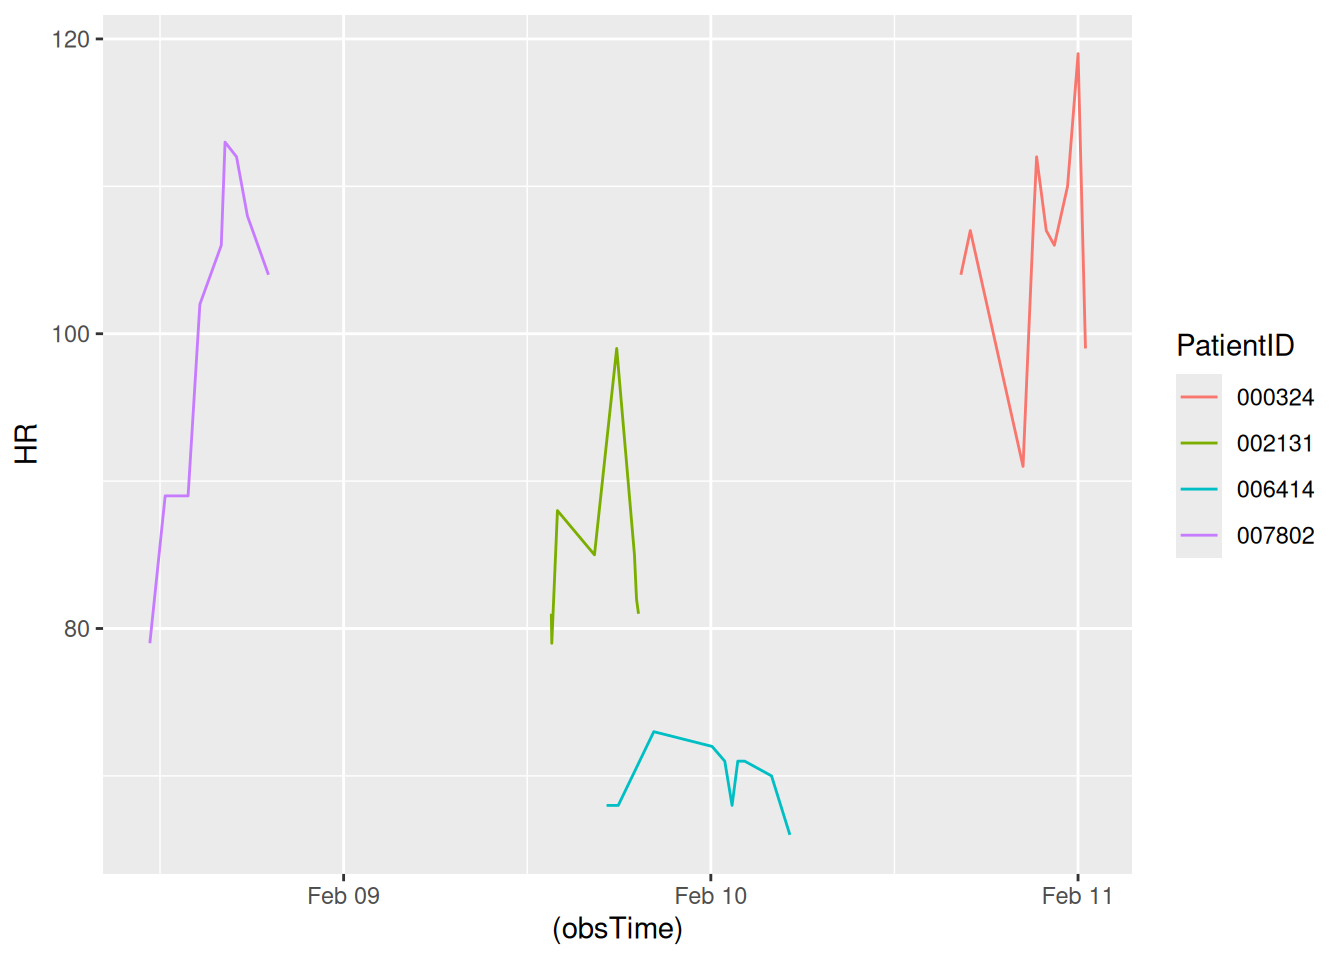 120
100
80
HR
Feb 09
Feb 10
Feb 11
(obsTime)
PatientID
000324
002131
006414
007802